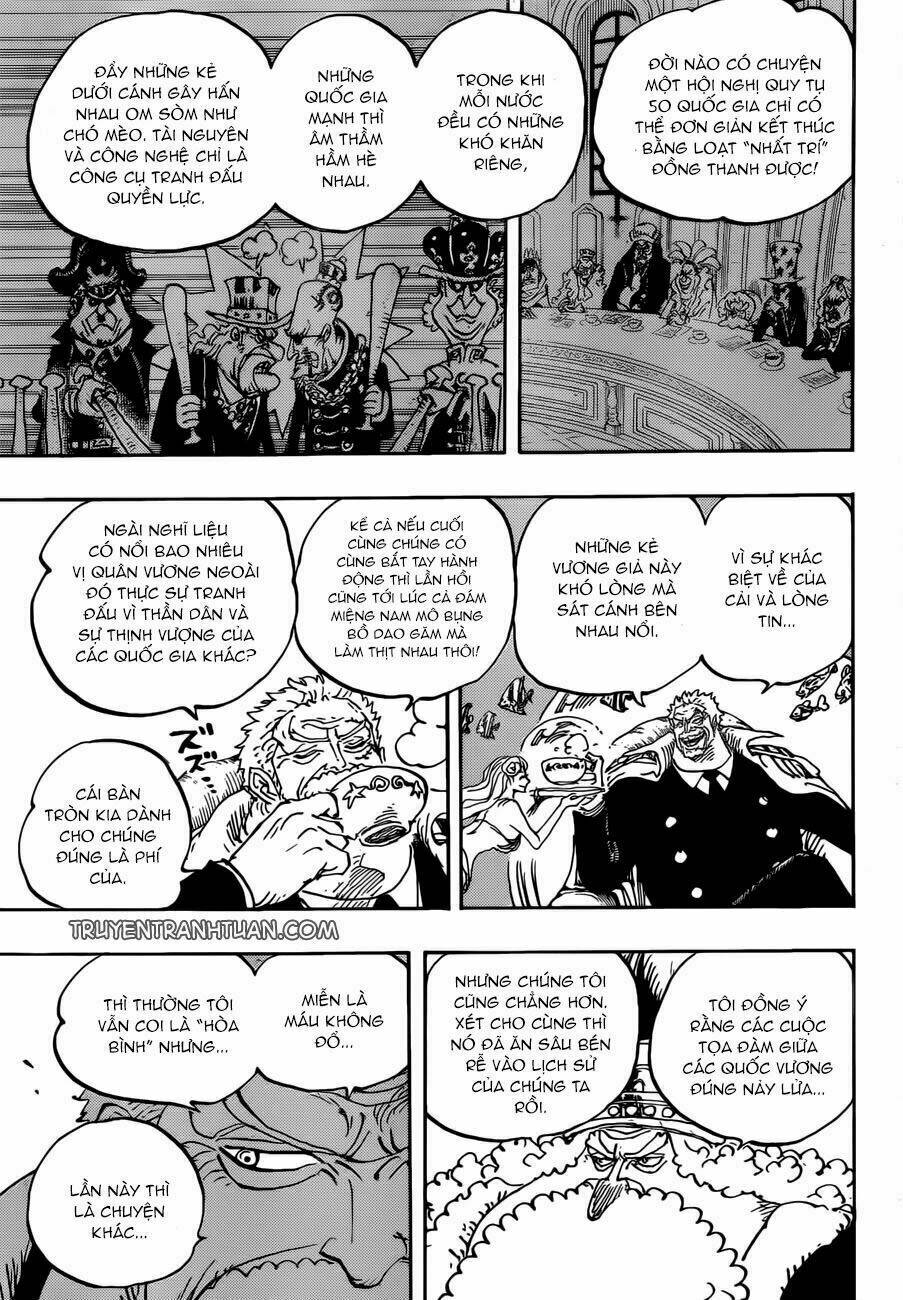 ĐỜI NÀO CÓ CHUYỆN
MỘT HỘI NGHỊ QUY TỤ
50 QUỐC GIA CHỈ CÓ
THỂ ĐƠN GIẢN KẾT THÚC
BẰNG LOẠT “NHẤT TRÍ”
ĐỒNG THANH ĐƯỢC!
TRONG KHI
MỖI NƯỚC
ĐỀU CÓ NHỮNG
KHÓ KHĂN
RIÊNG,
NHỮNG
QUỐC GIA
MẠNH THÌ
ÂM THẦM
HẦM HÈ
NHAU.
ĐẦY NHỮNG KẺ
DƯỚI CÁNH GÂY HẤN
NHAU OM SÒM NHƯ
CHÓ MÈO. TÀI NGUYÊN
VÀ CÔNG NGHỆ CHỈ LÀ
CÔNG CỤ TRANH ĐẤU
QUYỀN LỰC.
VÌ SỰ KHÁC
BIỆT VỀ CỦA
CẢI VÀ LÒNG
TIN...
NHỮNG KẺ
VƯƠNG GIẢ NÀY
KHÓ LÒNG MÀ
SÁT CÁNH BÊN
NHAU NỔI.
KỂ CẢ NẾU CUỐI
CÙNG CHÚNG CÓ
CÙNG BẮT TAY HÀNH
ĐỘNG THÌ LẦN HỒI
CŨNG TỚI LÚC CẢ ĐÁM
MIỆNG NAM MÔ BỤNG
BỒ DAO GĂM MÀ
LÀM THỊT NHAU THÔI!
NGÀI NGHĨ LIỆU
CÓ NỔI BAO NHIÊU
VỊ QUÂN VƯƠNG NGOÀI
ĐÓ THỰC SỰ TRANH
ĐẤU VÌ THẦN DÂN VÀ
SỰ THỊNH VƯỢNG CỦA
CÁC QUỐC GIA KHÁC?
ズズ
CÁI BÀN
TRÒN KIA DÀNH
CHO CHÚNG
ĐÚNG LÀ PHÍ
CỦA.
TRUYENTRANHTUAN.COM
TÔI ĐỒNG Ý
RẰNG CÁC CUỘC
TỌA ĐÀM GIỮA
CÁC QUỐC VƯƠNG
ĐÚNG NẢY LỬA...
NHƯNG CHÚNG TÔI
CŨNG CHẲNG HƠN.
XÉT CHO CÙNG THÌ
NÓ ĐÃ ĂN SÂU BÉN
RỄ VÀO LỊCH SỬ
CỦA CHÚNG TA
RỒI.
MIỄN LÀ
MÁU KHÔNG
ĐỔ...
THÌ THƯỜNG TÔI
VẪN COI LÀ “HÒA
BÌNH” NHƯNG...
LẦN NÀY THÌ
LÀ CHUYỆN
KHÁC...